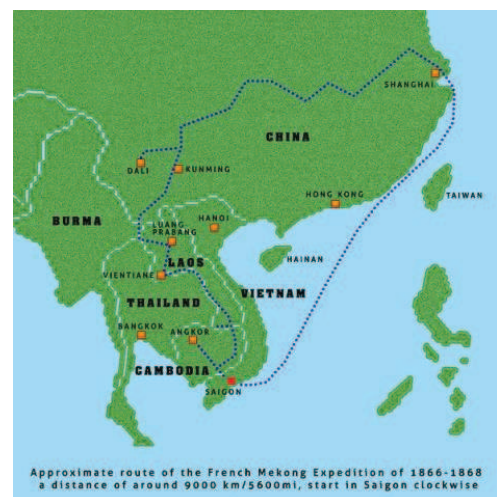 SHANGHAI
CHINA
DALI
KUNMING
HONG KONG
TAIWAN
BURMA
LUANG-
PRABANG
HANOI
LAOS
HAINAN
VIENTIANE
THAILAND
VIETNAM
BANGKOK
ANGKOR
CAMBODIA
SAIGON
Approximate route of the French Mekong Expedition of 1866-1868
a distance of around 9000 km/5600mi, start in Saigon clockwise